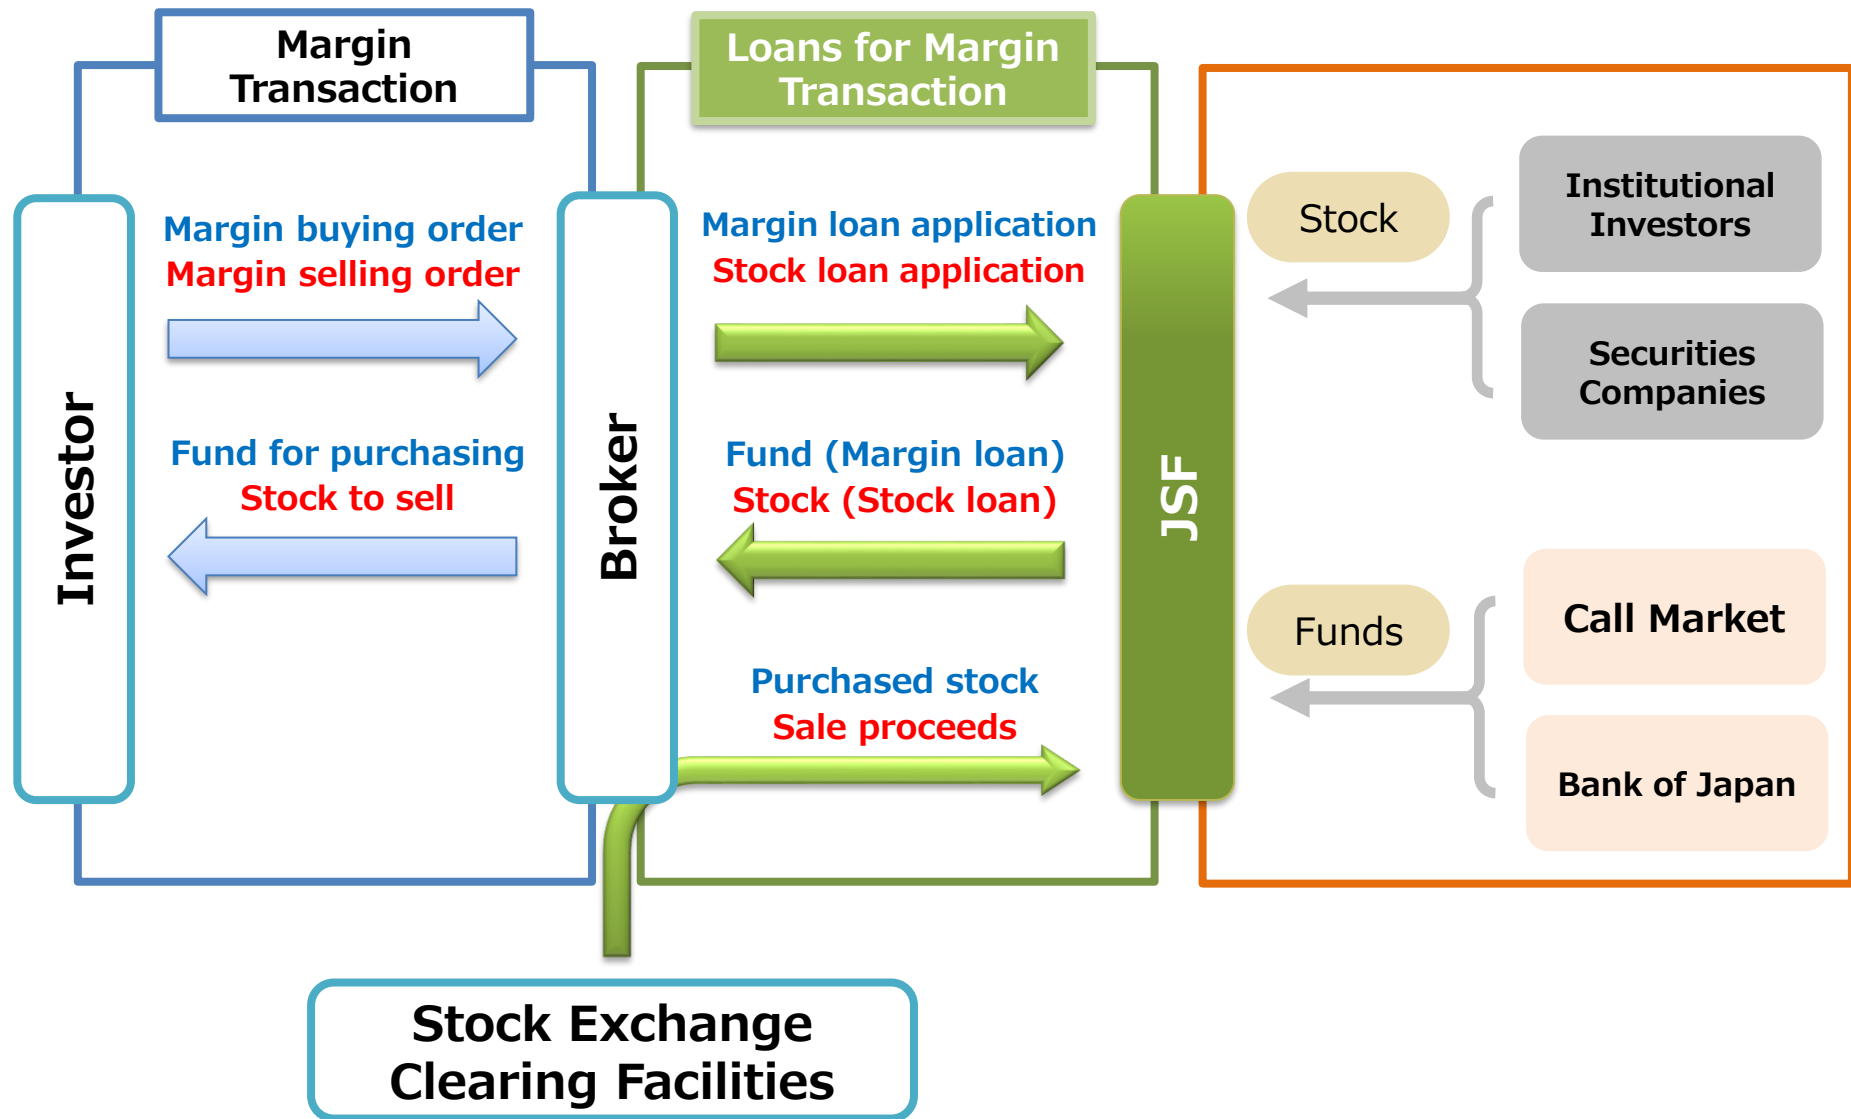 Margin
Transaction
Loans for Margin
Transaction
Investor
Margin buying order
Margin selling order
Fund for purchasing
Stock to sell
Broker
Margin loan application
Stock loan application
Fund (Margin loan)
Stock (Stock loan)
Purchased stock
Sale proceeds
JSF
Stock
Institutional
Investors
Securities
Companies
Funds
Call Market
Bank of Japan
Stock Exchange
Clearing Facilities